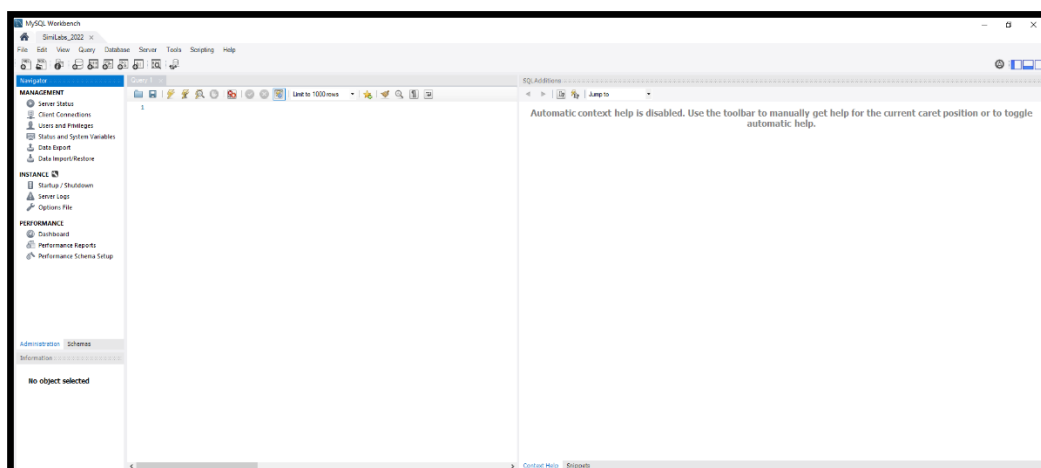 MySQL Workbench
SimiLabs_2022 ×
File Edit View Query Database Server Tools Scripting Help
Navigator
MANAGEMENT
Server Status
Client Connections
Users and Privileges
Status and System Variables
Data Export
Data Import/Restore
INSTANCE
Startup / Shutdown
Server Logs
Options File
PERFORMANCE
Dashboard
Performance Reports
Performance Schema Setup
Administration Schemas
Information
No object selected
Query 1 ×
Limit to 1000 rows
1
SQL Additions
Jump to
Automatic context help is disabled. Use the toolbar to manually get help for the current caret position or to toggle
automatic help.
Context Help Snippets